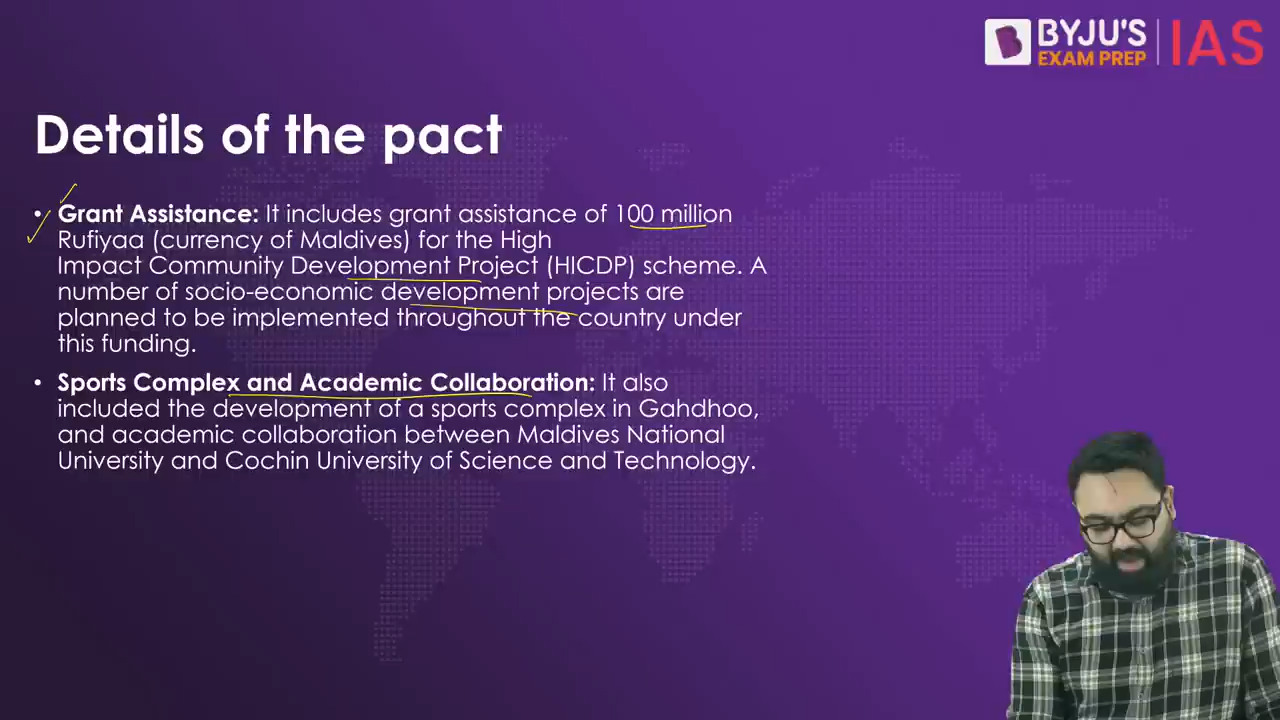 BYJU'S
EXAM PREP
IAS
Details of the pact
• Grant Assistance: It includes grant assistance of 100 million
Rufiyaa (currency of Maldives) for the High
Impact Community Development Project (HICDP) scheme. A
number of socio-economic development projects are
planned to be implemented throughout the country under
this funding.
• Sports Complex and Academic Collaboration: It also
included the development of a sports complex in Gahdhoo,
and academic collaboration between Maldives National
University and Cochin University of Science and Technology.